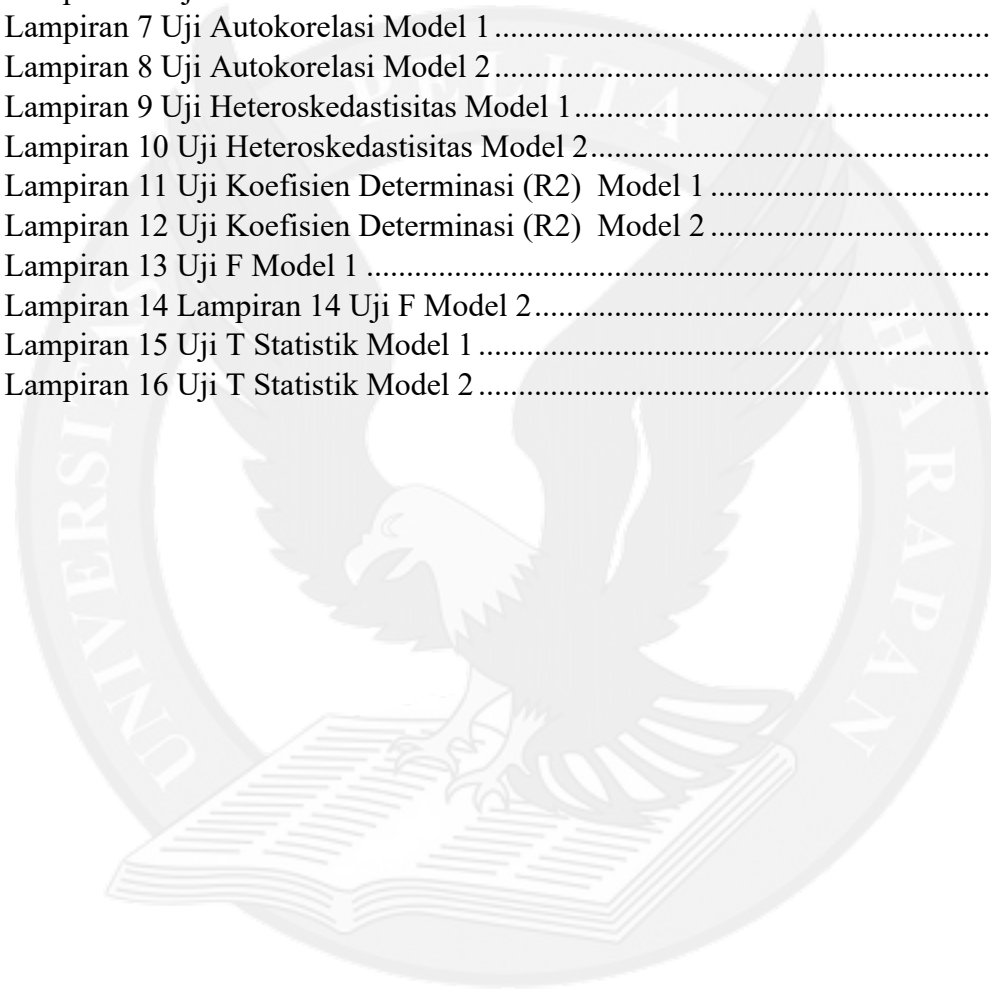 Lampiran 7 Uji Autokorelasi Model 1
Lampiran 8 Uji Autokorelasi Model 2
Lampiran 9 Uji Heteroskedastisitas Model 1
Lampiran 10 Uji Heteroskedastisitas Model 2
Lampiran 11 Uji Koefisien Determinasi (R2)  Model 1
Lampiran 12 Uji Koefisien Determinasi (R2)  Model 2
Lampiran 13 Uji F Model 1
Lampiran 14 Lampiran 14 Uji F Model 2
Lampiran 15 Uji T Statistik Model 1
Lampiran 16 Uji T Statistik Model 2
UNIVERSITAS PELITA HARAPAN